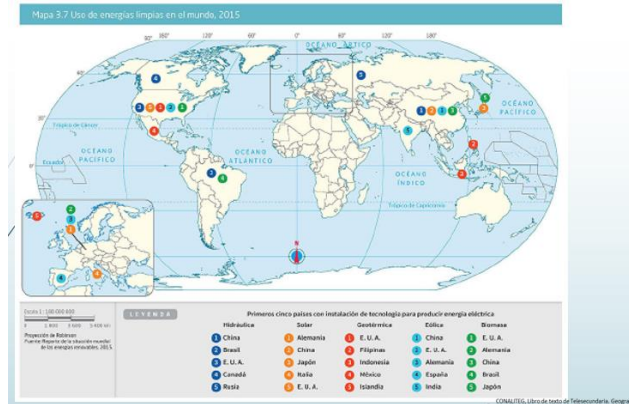 Mapa 3.7 Uso de energías limpias en el mundo, 2015
OCÉANO ÁRTICO
Trópico de Cáncer
Ecuador
OCÉANO
PACÍFICO
OCÉANO
ATLÁNTICO
OCÉANO
ÍNDICO
OCÉANO
PACÍFICO
Trópico de Capricornio
Escala 1: 180 000 000
Proyección de Robinson
Fuente: Reporte de la situación mundial
de las energías renovables, 2015.
LEYENDA
Primeros cinco países con instalación de tecnología para producir energía eléctrica
Hidráulica Solar Geotérmica Eólica Biomasa
1 China 1 Alemania 1 E. U. A. 1 China 1 E. U. A.
2 Brasil 2 China 2 Filipinas 2 E. U. A. 2 Alemania
3 E. U. A. 3 Japón 3 Indonesia 3 Alemania 3 China
4 Canadá 4 Italia 4 México 4 España 4 Brasil
5 Rusia 5 E. U. A. 5 Islandia 5 India 5 Japón
CONALITEG, Libro de texto de Telesecundaria, Geogra